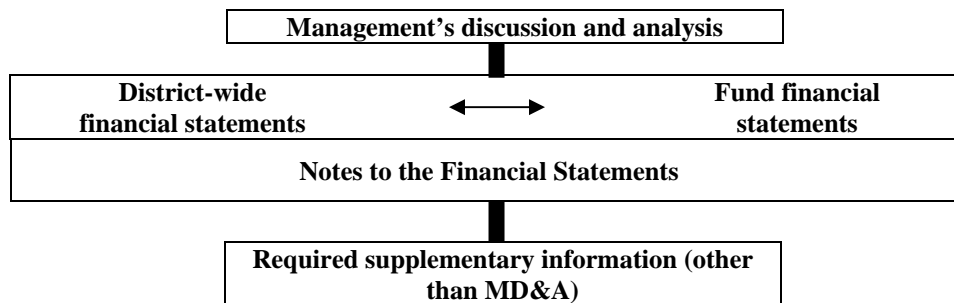 Management’s discussion and analysis
District-wide
financial statements
Fund financial
statements
Notes to the Financial Statements
Required supplementary information (other
than MD&A)